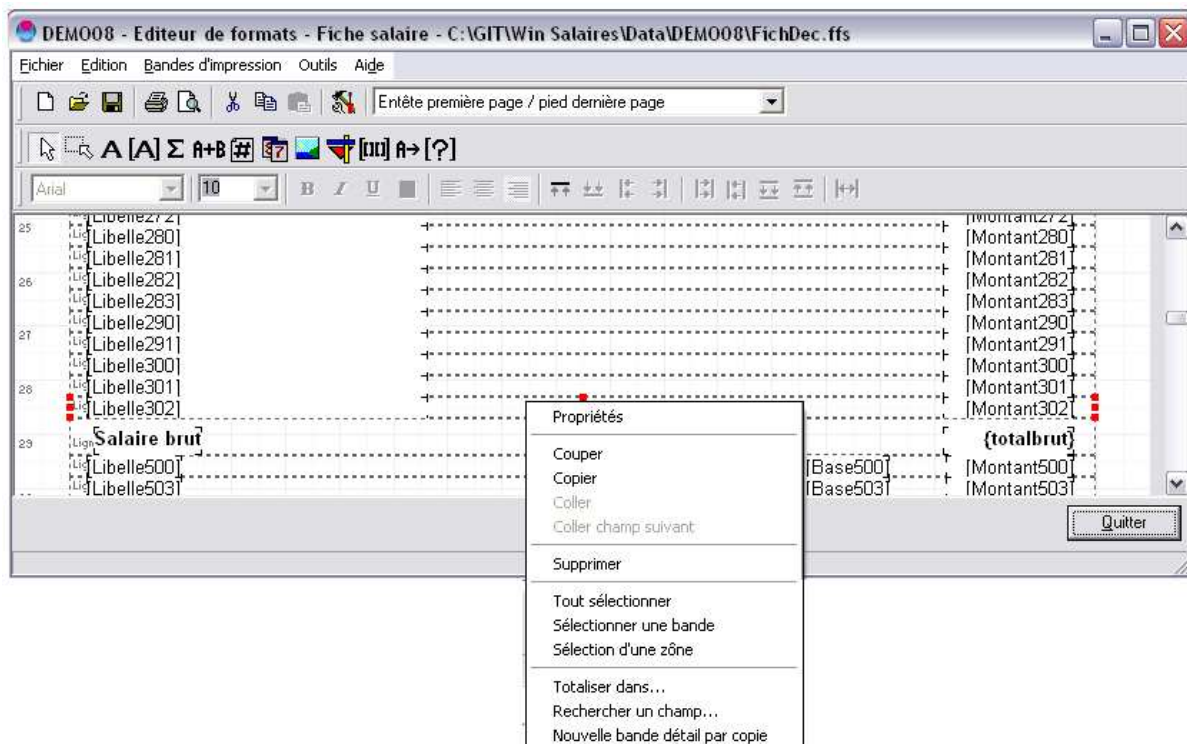 DEMO08 - Editeur de formats - Fiche salaire - C:\GIT\Win Salaires\Data\DEMO08\FichDec.ffs
Fichier Edition Bandes d'impression Outils Aide
Entête première page / pied dernière page
A [A] Σ A+B # A→ [?]
Arial 10 B I U
25 [Libelle272] [Montant272]
[Libelle280] [Montant280]
[Libelle281] [Montant281]
26 [Libelle282] [Montant282]
[Libelle283] [Montant283]
[Libelle290] [Montant290]
27 [Libelle291] [Montant291]
[Libelle300] [Montant300]
28 [Libelle301] [Montant301]
[Libelle302] [Montant302]
29 Lign Salaire brut {totalbrut}
[Libelle500] [Base500] [Montant500]
[Libelle503] [Base503] [Montant503]
Propriétés
Couper
Copier
Coller
Coller champ suivant
Supprimer
Tout sélectionner
Sélectionner une bande
Sélection d'une zône
Totaliser dans...
Rechercher un champ...
Nouvelle bande détail par copie
Quitter